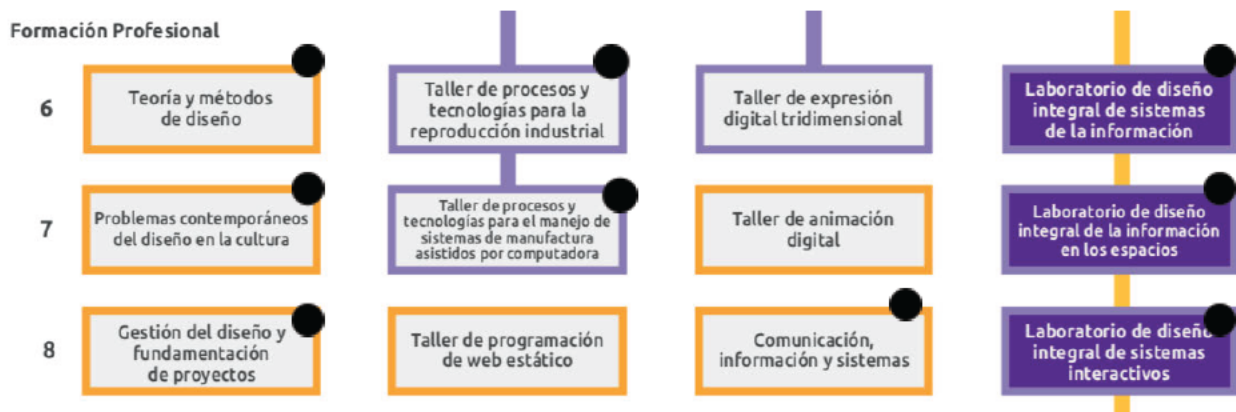 Formación Profesional
6
Teoría y métodos
de diseño
Taller de procesos y
tecnologías para la
reproducción industrial
Taller de expresión
digital tridimensional
Laboratorio de diseño
integral de sistemas
de la información
7
Problemas contemporáneos
del diseño en la cultura
Taller de procesos y
tecnologías para el manejo de
sistemas de manufactura
asistidos por computadora
Taller de animación
digital
Laboratorio de diseño
integral de la información
en los espacios
8
Gestión del diseño y
fundamentación
de proyectos
Taller de programación
de web estático
Comunicación,
información y sistemas
Laboratorio de diseño
integral de sistemas
interactivos